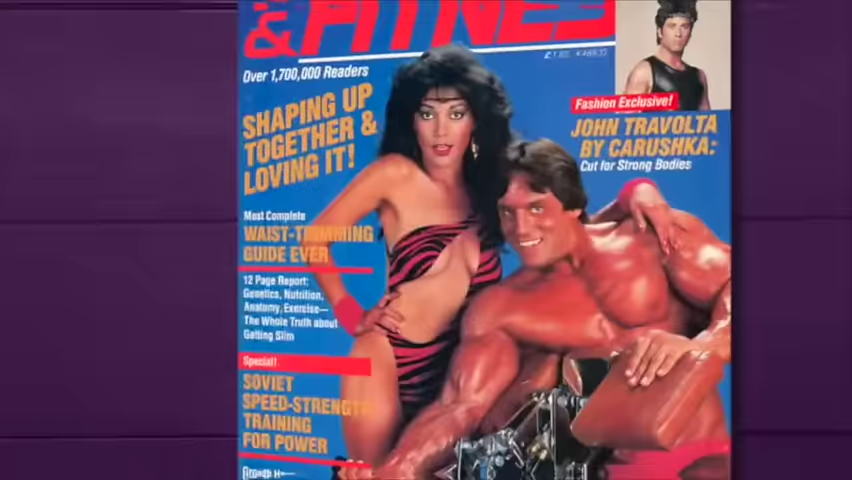 & FITNE
Over 1,700,000 Readers
SHAPING UP
TOGETHER &
LOVING IT!
Fashion Exclusive!
JOHN TRAVOLTA
BY CARUSHKA:
Cut for Strong Bodies
Most Complete
WAIST-TRIMMING
GUIDE EVER
12 Page Report:
Genetics, Nutrition,
Anatomy, Exercise—
The Whole Truth about
Getting Slim
Special!
SOVIET
SPEED-STRENGTH
TRAINING
FOR POWER